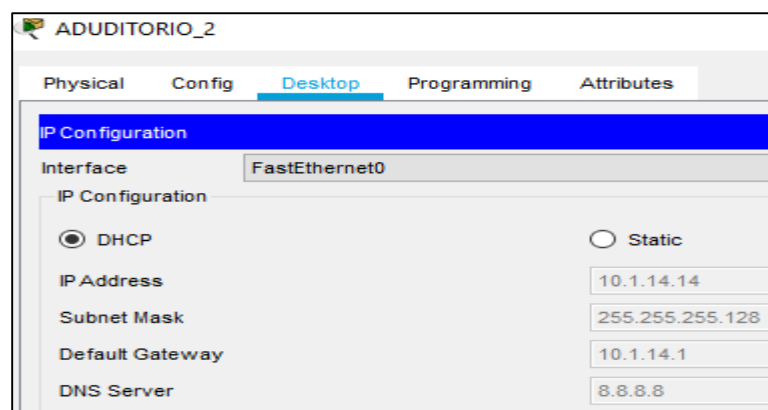 ADUDITORIO_2
Physical Config Desktop Programming Attributes
IP Configuration
Interface FastEthernet0
IP Configuration
DHCP Static
IP Address 10.1.14.14
Subnet Mask 255.255.255.128
Default Gateway 10.1.14.1
DNS Server 8.8.8.8